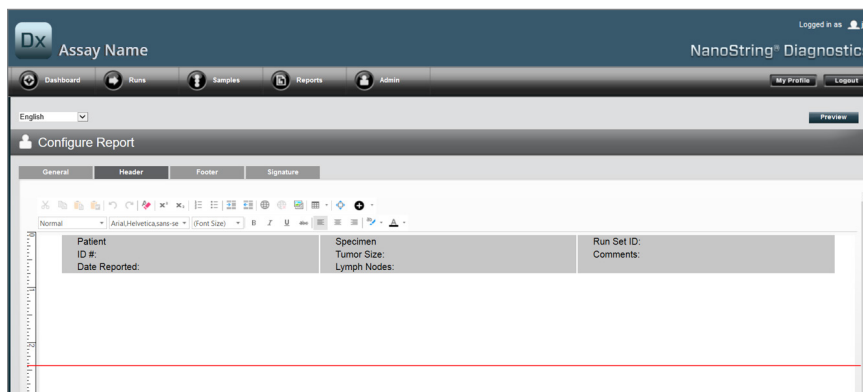 Logged in as
Dx
Assay Name
NanoString® Diagnostics
Dashboard
Runs
Samples
Reports
Admin
My Profile
Logout
English
Preview
Configure Report
General
Header
Footer
Signature
Normal
Arial,Helvetica,sans-se
(Font Size)
B I U abc
A
Patient Specimen Run Set ID:
ID #: Tumor Size: Comments:
Date Reported: Lymph Nodes: